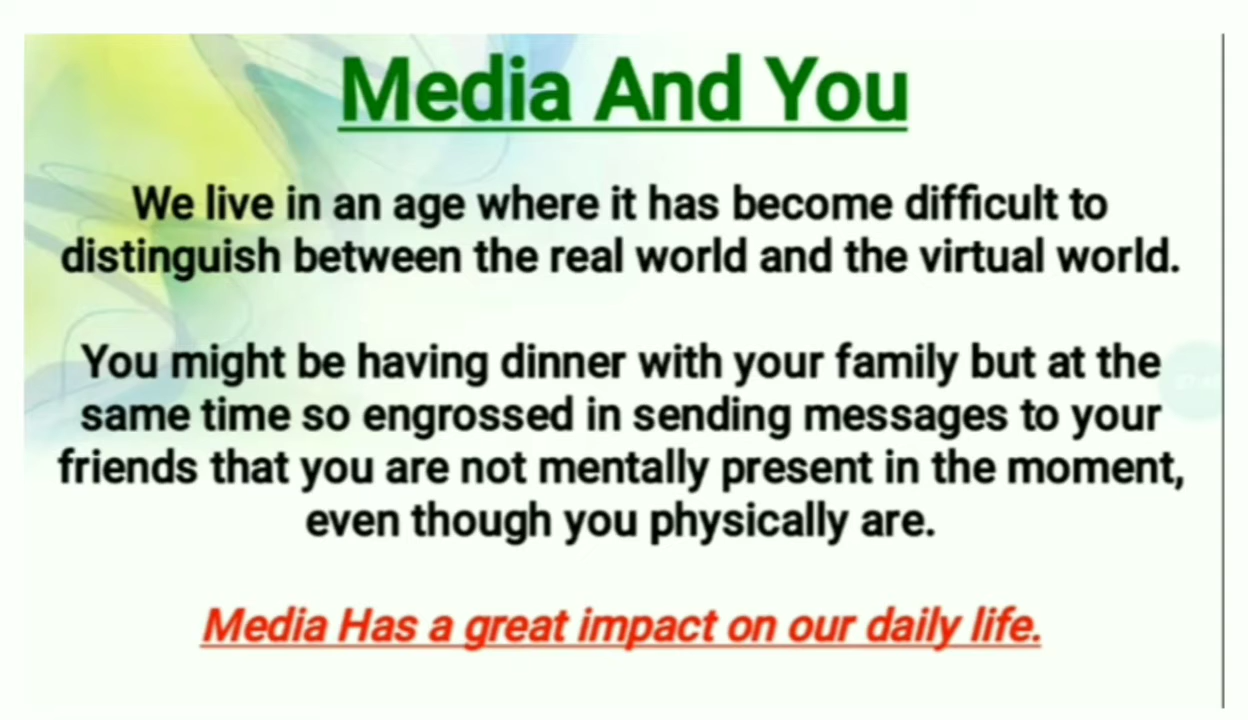 Media And You
We live in an age where it has become difficult to
distinguish between the real world and the virtual world.
You might be having dinner with your family but at the
same time so engrossed in sending messages to your
friends that you are not mentally present in the moment,
even though you physically are.
Media Has a great impact on our daily life.